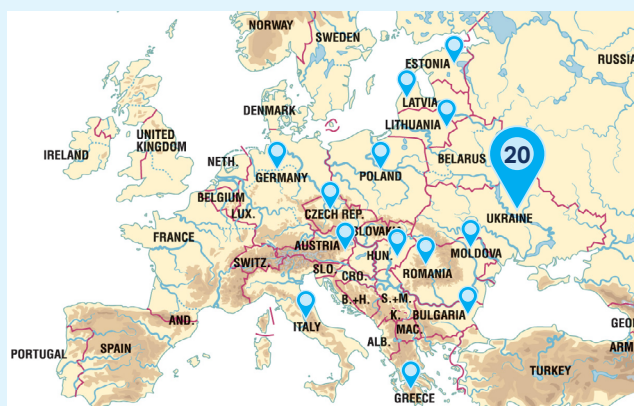 NORWAY
SWEDEN
ESTONIA
RUSSIA
LATVIA
DENMARK
LITHUANIA
UNITED
KINGDOM
IRELAND
NETH.
BELARUS
20
GERMANY
POLAND
BELGIUM
LUX.
CZECH REP.
UKRAINE
FRANCE
SLOVAKIA
AUSTRIA
MOLDOVA
HUN.
SWITZ.
SLO.
ROMANIA
CRO.
B.+H.
S.+M.
BULGARIA
AND.
ITALY
K.
MAC.
GEO
ALB.
ARM
PORTUGAL
SPAIN
TURKEY
GREECE